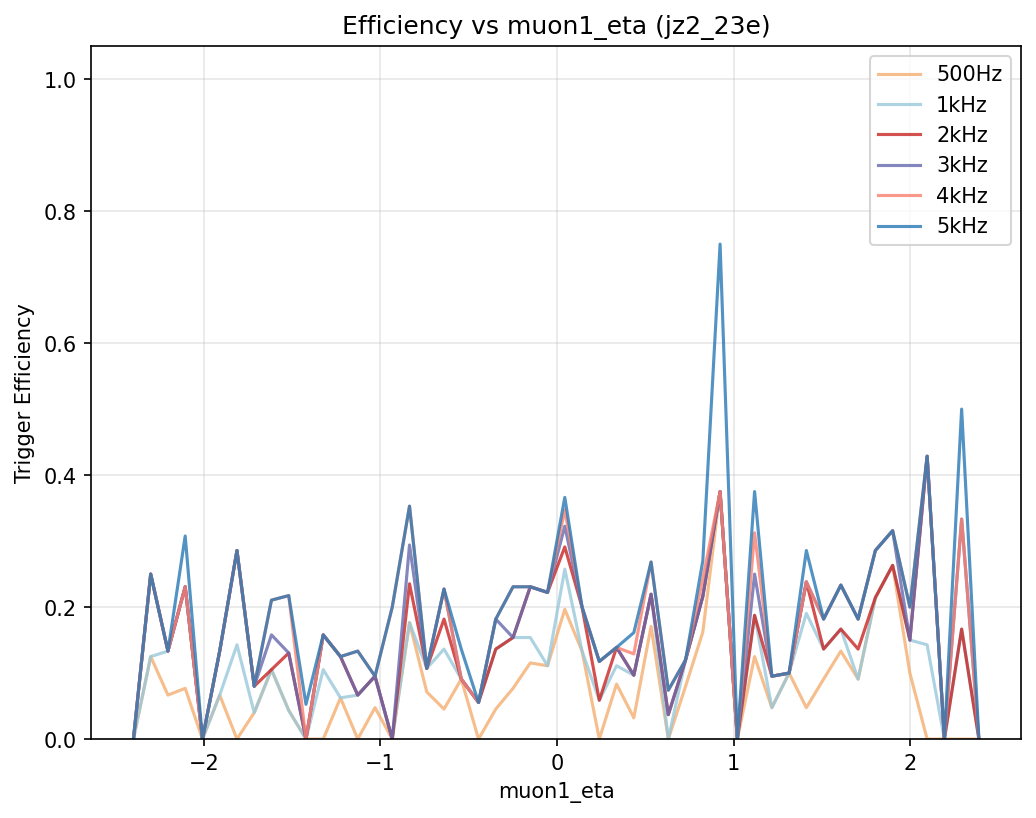 Efficiency vs muon1_eta (jz2_23e)
500Hz
1kHz
2kHz
3kHz
4kHz
5kHz
Trigger Efficiency
1.0
0.8
0.6
0.4
0.2
0.0
−2
−1
0
1
2
muon1_eta